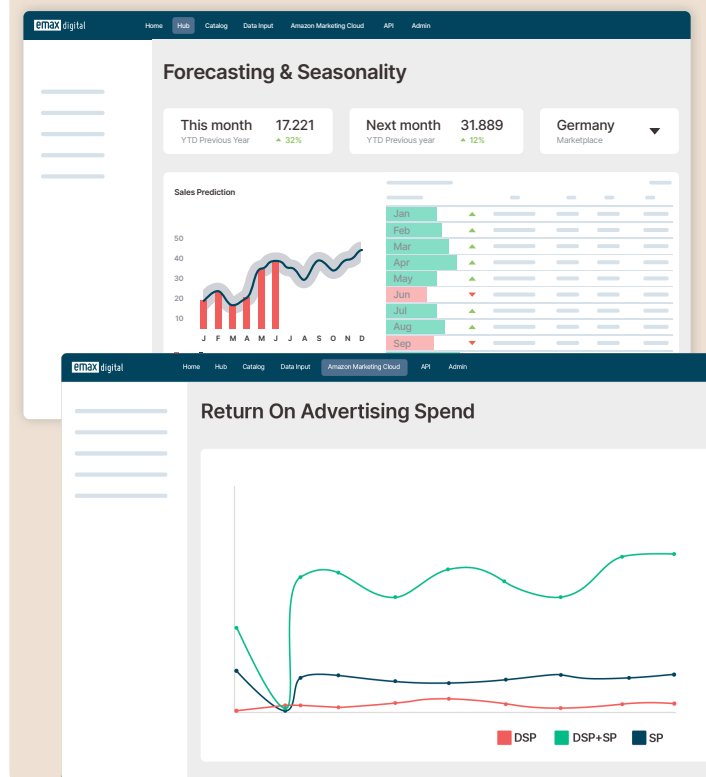 emax digital Home Hub Catalog Data Input Amazon Marketing Cloud API Admin
Forecasting & Seasonality
This month 17.221
YTD Previous Year 32%
Next month 31.889
YTD Previous year 12%
Germany
Marketplace
Sales Prediction
50
40
30
20
10
J F M A M J J A S O N D
Jan
Feb
Mar
Apr
May
Jun
Jul
Aug
Sep
emax digital Home Hub Catalog Data Input Amazon Marketing Cloud API Admin
Return On Advertising Spend
DSP DSP+SP SP